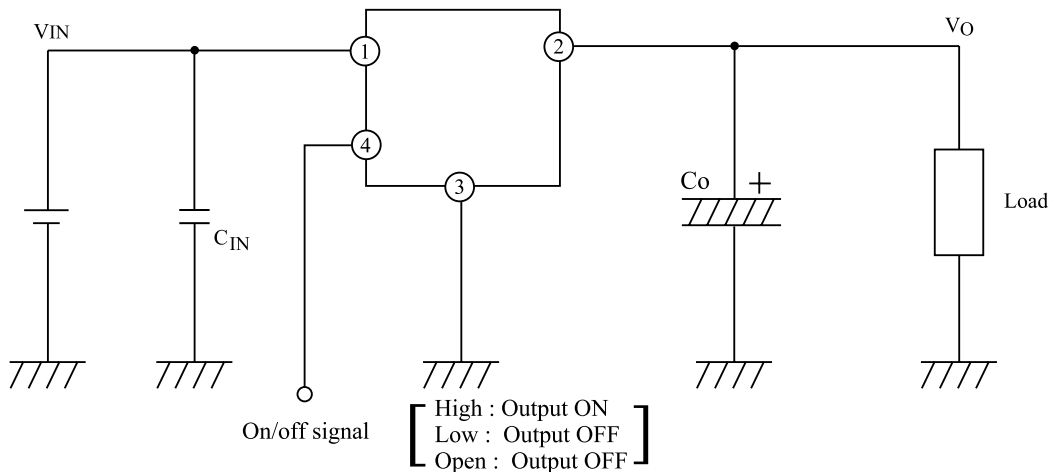 VIN
1
2
VO
4
3
Co
+
Load
CIN
On/off signal
High : Output ON
Low : Output OFF
Open : Output OFF